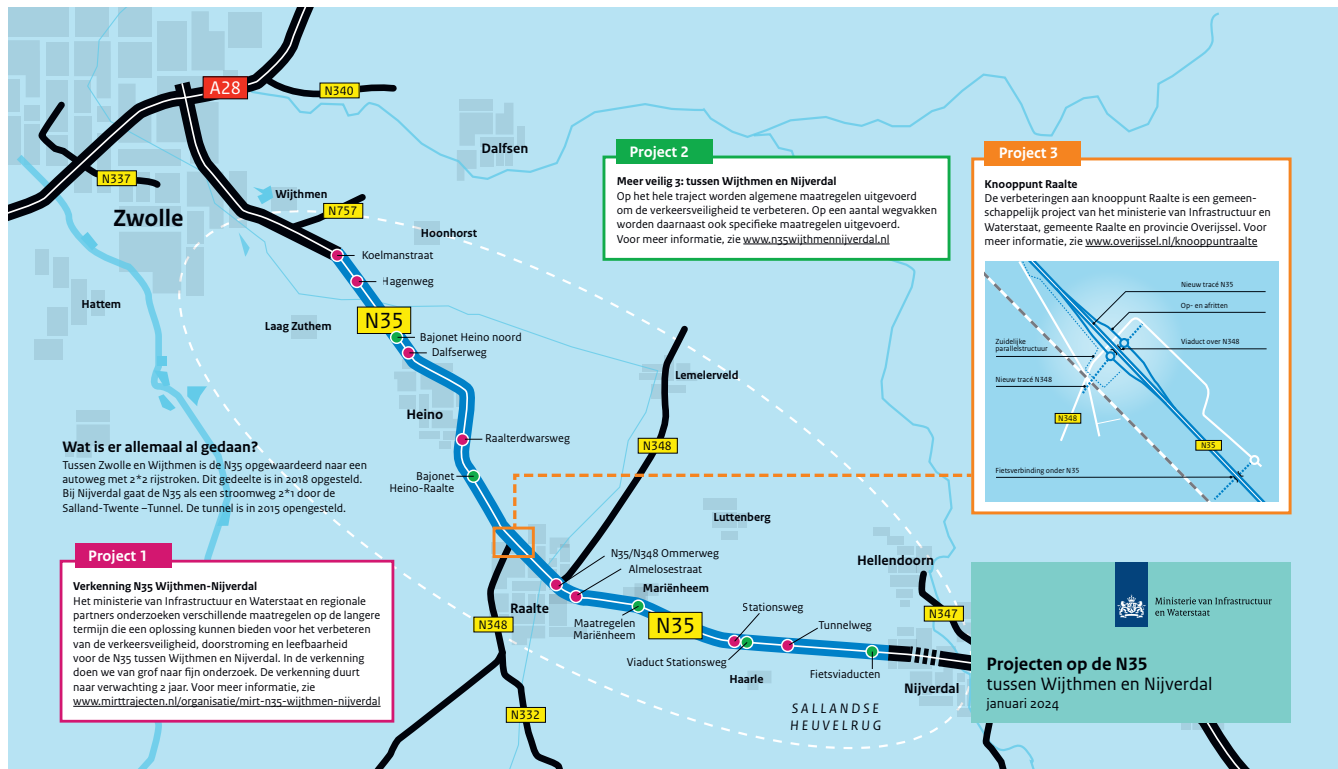 A28
N340
Dalfsen
N337
Zwolle
Wijthmen
N757
Hoonhorst
Koelmanstraat
Hagenweg
Hattem
Laag Zuthem
N35
Bajonet Heino noord
Dalfserweg
Lemelerveld
Heino
Raalterdwarsweg
N348
Bajonet
Heino-Raalte
Luttenberg
N35/N348 Ommerweg
Almelosestraat
Mariënheem
Hellendoorn
Raalte
Maatregelen
Mariënheem
N35
Stationsweg
Tunnelweg
N347
N348
Viaduct Stationsweg
Haarle
Fietsviaducten
Nijverdal
N332
SALLANDSE
HEUVELRUG
Project 2
Meer veilig 3: tussen Wijthmen en Nijverdal
Op het hele traject worden algemene maatregelen uitgevoerd
om de verkeersveiligheid te verbeteren. Op een aantal wegvakken
worden daarnaast ook specifieke maatregelen uitgevoerd.
Voor meer informatie, zie www.n35wijthmennijverdal.nl
Project 3
Knooppunt Raalte
De verbeteringen aan knooppunt Raalte is een gemeen-
schappelijk project van het ministerie van Infrastructuur en
Waterstaat, gemeente Raalte en provincie Overijssel. Voor
meer informatie, zie www.overijssel.nl/knooppuntraalte
Nieuw tracé N35
Op- en afritten
Zuidelijke
parallelstructuur
Viaduct over N348
Nieuw tracé N348
N348
N35
Fietsverbinding onder N35
Wat is er allemaal al gedaan?
Tussen Zwolle en Wijthmen is de N35 opgewaardeerd naar een
autoweg met 2*2 rijstroken. Dit gedeelte is in 2018 opgesteld.
Bij Nijverdal gaat de N35 als een stroomweg 2*1 door de
Salland-Twente –Tunnel. De tunnel is in 2015 opengesteld.
Project 1
Verkenning N35 Wijthmen-Nijverdal
Het ministerie van Infrastructuur en Waterstaat en regionale
partners onderzoeken verschillende maatregelen op de langere
termijn die een oplossing kunnen bieden voor het verbeteren
van de verkeersveiligheid, doorstroming en leefbaarheid
voor de N35 tussen Wijthmen en Nijverdal. In de verkenning
doen we van grof naar fijn onderzoek. De verkenning duurt
naar verwachting 2 jaar. Voor meer informatie, zie
www.mirttrajecten.nl/organisatie/mirt-n35-wijthmen-nijverdal
Ministerie van Infrastructuur
en Waterstaat
Projecten op de N35
tussen Wijthmen en Nijverdal
januari 2024